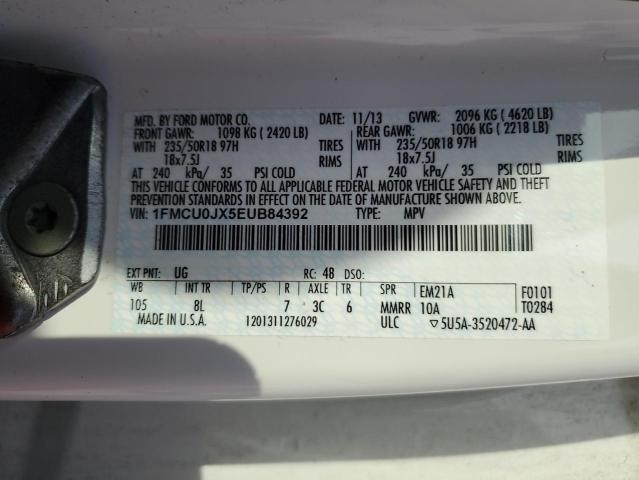 MFD. BY FORD MOTOR CO. DATE: 11/13 GVWR: 2096 KG ( 4620 LB)
FRONT GAWR: 1098 KG ( 2420 LB) REAR GAWR: 1006 KG ( 2218 LB)
WITH 235/50R18 97H TIRES WITH 235/50R18 97H TIRES
18x7.5J RIMS 18x7.5J RIMS
AT 240 kPa/ 35 PSI COLD AT 240 kPa/ 35 PSI COLD
THIS VEHICLE CONFORMS TO ALL APPLICABLE FEDERAL MOTOR VEHICLE SAFETY AND THEFT
PREVENTION STANDARDS IN EFFECT ON THE DATE OF MANUFACTURE SHOWN ABOVE.
VIN: 1FMCU0JX5EUB84392 TYPE: MPV
EXT PNT: UG RC: 48 DSO:
WB INT TR TP/PS R AXLE TR SPR EM21A F0101
105 8L 7 3C 6 MMRR 10A T0284
MADE IN U.S.A. 1201311276029 ULC ▽5U5A-3520472-AA